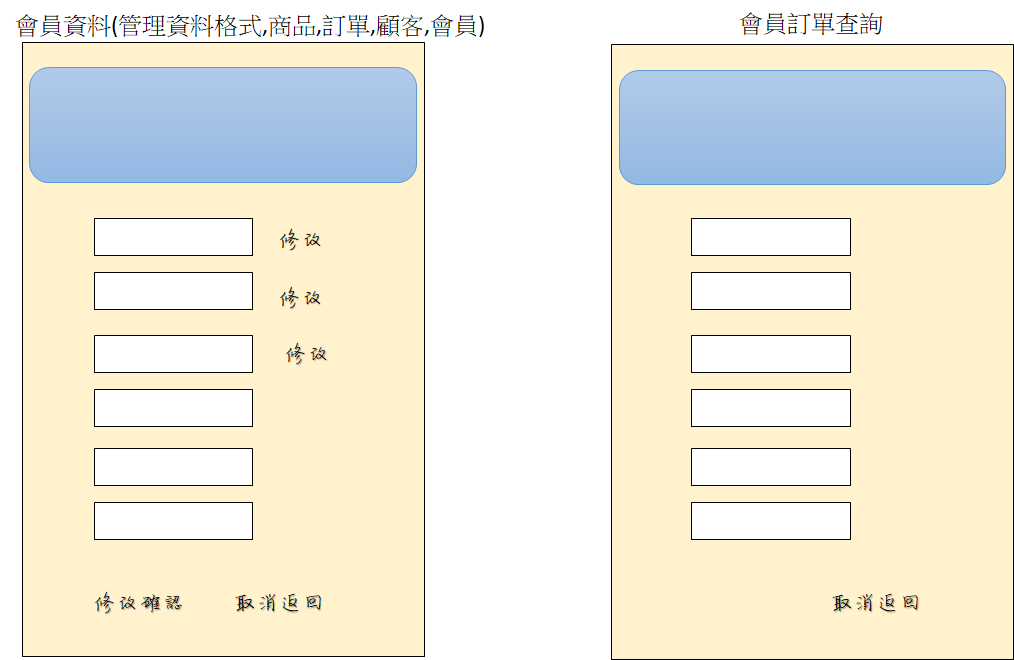 會員資料(管理資料格式,商品,訂單,顧客,會員)
會員訂單查詢
修改
修改
修改
修改確認 取消返回
取消返回